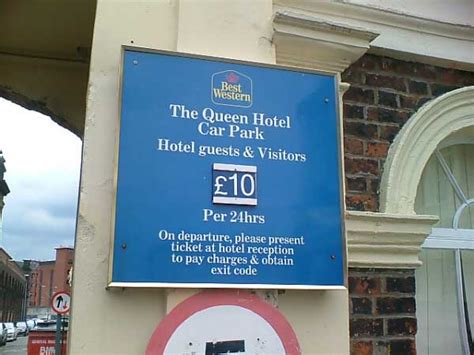 Best
Western
The Queen Hotel
Car Park
Hotel guests & Visitors
£10
Per 24hrs
On departure, please present
ticket at hotel reception
to pay charges & obtain
exit code